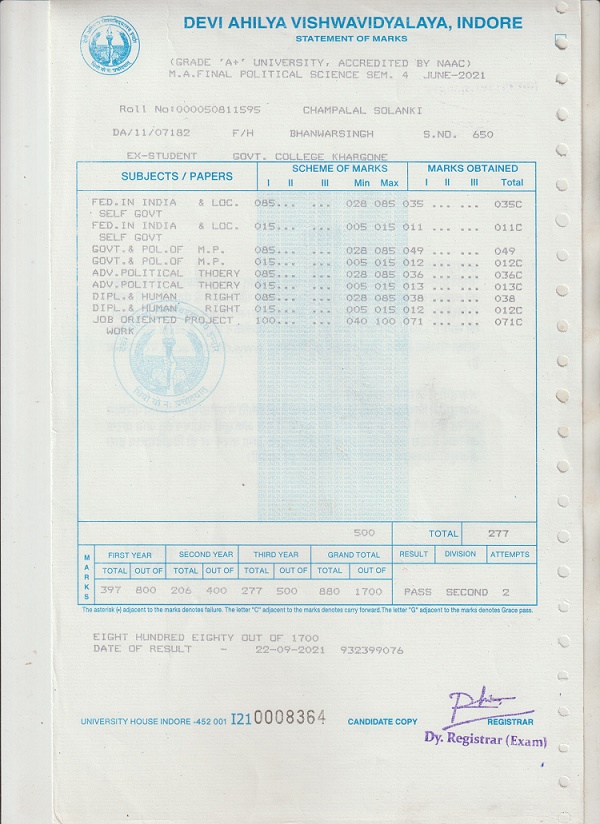 DEVI AHILYA VISHWAVIDYALAYA, INDORE
STATEMENT OF MARKS
(GRADE 'A+' UNIVERSITY, ACCREDITED BY NAAC)
M.A.FINAL POLITICAL SCIENCE SEM. 4 JUNE-2021
Roll No:000050811595 CHAMPALAL SOLANKI
DA/11/07182 F/H BHANWARSINGH S.NO. 650
EX-STUDENT GOVT. COLLEGE KHARGONE
SUBJECTS / PAPERS SCHEME OF MARKS MARKS OBTAINED
I II III Min Max I II III Total
FED.IN INDIA & LOC. 085... ... 028 085 035 ... ... 035C
SELF GOVT
FED.IN INDIA & LOC. 015... ... 005 015 011 ... ... 011C
SELF GOVT
GOVT.& POL.OF M.P. 085... ... 028 085 049 ... ... 049
GOVT.& POL.OF M.P. 015... ... 005 015 012 ... ... 012C
ADV.POLITICAL THOERY 085... ... 028 085 036 ... ... 036C
ADV.POLITICAL THOERY 015... ... 005 015 013 ... ... 013C
DIPL.& HUMAN RIGHT 085... ... 028 085 038 ... ... 038
DIPL.& HUMAN RIGHT 015... ... 005 015 012 ... ... 012C
JOB ORIENTED PROJECT 100... ... 040 100 071 ... ... 071C
WORK
500 TOTAL 277
MARKS FIRST YEAR SECOND YEAR THIRD YEAR GRAND TOTAL RESULT DIVISION ATTEMPTS
TOTAL OUT OF TOTAL OUT OF TOTAL OUT OF TOTAL OUT OF
397 800 206 400 277 500 880 1700 PASS SECOND 2
The asterisk (*) adjacent to the marks denotes failure. The letter "C" adjacent to the marks denotes carry forward.The letter "G" adjacent to the marks denotes Grace pass.
EIGHT HUNDRED EIGHTY OUT OF 1700
DATE OF RESULT - 22-09-2021 932399076
UNIVERSITY HOUSE INDORE -452 001 I21 0008364 CANDIDATE COPY REGISTRAR
Dy. Registrar (Exam)